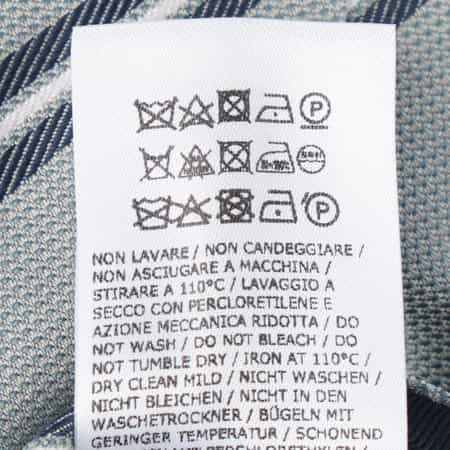 P
110°C
P
NON LAVARE / NON CANDEGGIARE /
NON ASCIUGARE A MACCHINA /
STIRARE A 110°C / LAVAGGIO A
SECCO CON PERCLORETILENE E
AZIONE MECCANICA RIDOTTA / DO
NOT WASH / DO NOT BLEACH / DO
NOT TUMBLE DRY / IRON AT 110°C /
DRY CLEAN MILD / NICHT WASCHEN /
NICHT BLEICHEN / NICHT IN DEN
WASCHETROCKNER / BÜGELN MIT
GERINGER TEMPERATUR / SCHONEND